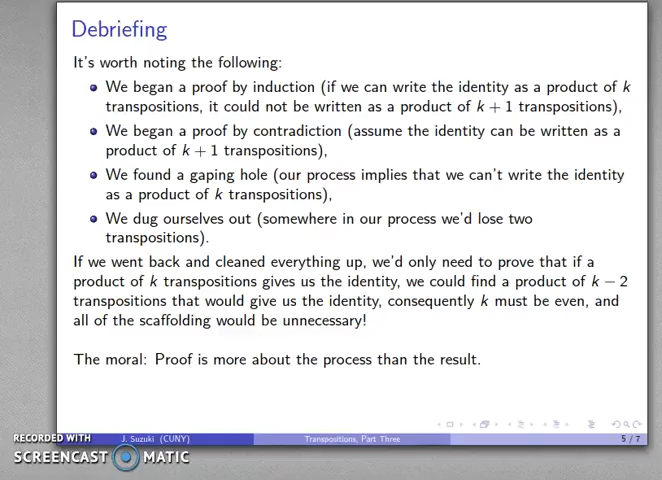 Debriefing
It's worth noting the following:
We began a proof by induction (if we can write the identity as a product of k
transpositions, it could not be written as a product of k + 1 transpositions),
We began a proof by contradiction (assume the identity can be written as a
product of k + 1 transpositions),
We found a gaping hole (our process implies that we can't write the identity
as a product of k transpositions),
We dug ourselves out (somewhere in our process we'd lose two
transpositions).
If we went back and cleaned everything up, we'd only need to prove that if a
product of k transpositions gives us the identity, we could find a product of k − 2
transpositions that would give us the identity, consequently k must be even, and
all of the scaffolding would be unnecessary!
The moral: Proof is more about the process than the result.
RECORDED WITH
SCREENCAST MATIC
J. Suzuki (CUNY)
Transpositions, Part Three
5 / 7